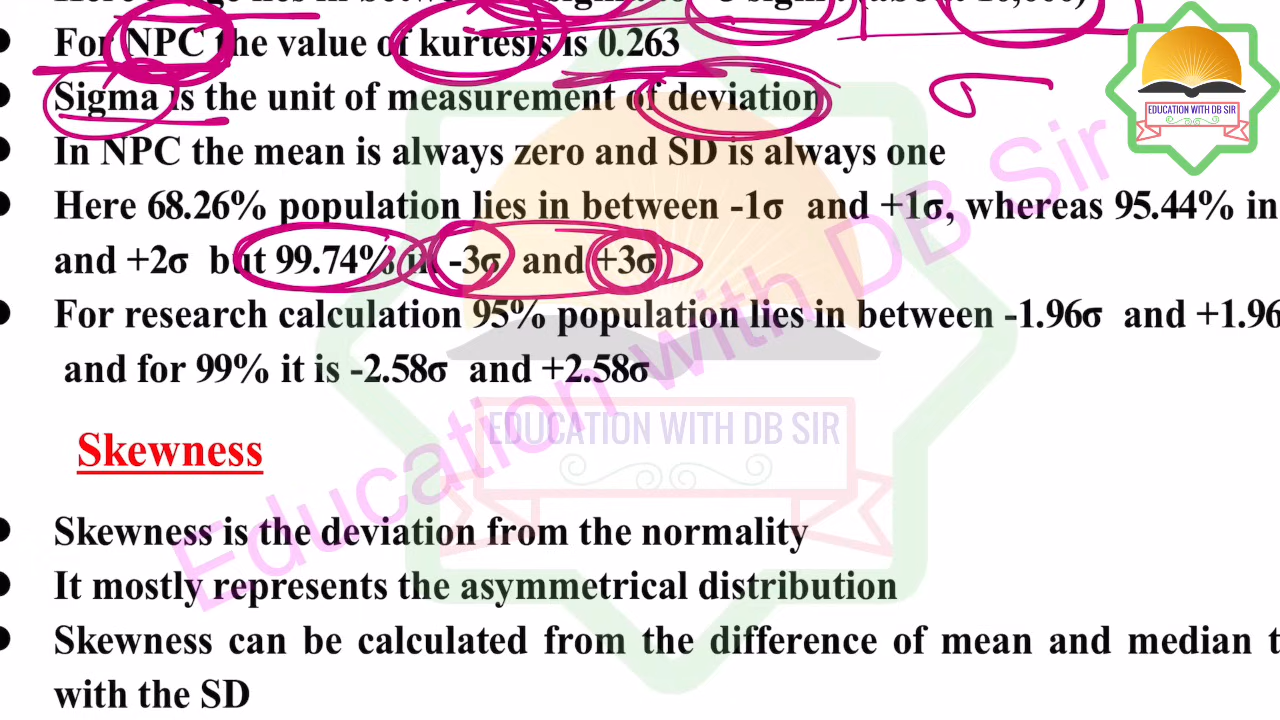 For NPC the value of kurtesis is 0.263
Sigma is the unit of measurement of deviation
In NPC the mean is always zero and SD is always one
Here 68.26% population lies in between -1σ and +1σ, whereas 95.44% in
and +2σ but 99.74% in -3σ and +3σ
For research calculation 95% population lies in between -1.96σ and +1.96
and for 99% it is -2.58σ and +2.58σ
Skewness
Skewness is the deviation from the normality
It mostly represents the asymmetrical distribution
Skewness can be calculated from the difference of mean and median t
with the SD
EDUCATION WITH DB SIR
EDUCATION WITH DB SIR
Education with DB Sir